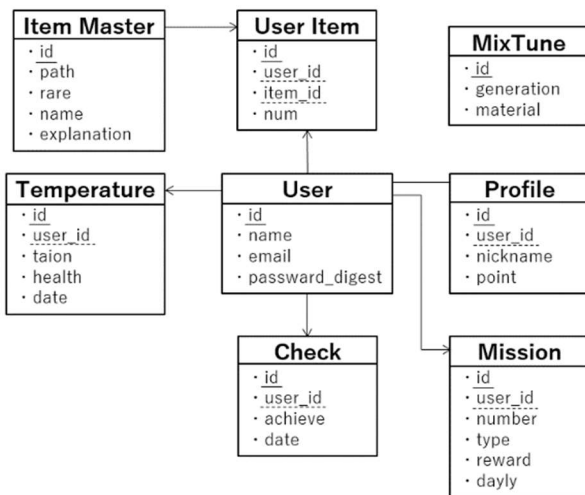 Item Master
・id
・path
・rare
・name
・explanation
User Item
・id
・user_id
・item_id
・num
MixTune
・id
・generation
・material
Temperature
・id
・user_id
・taion
・health
・date
User
・id
・name
・email
・passward_digest
Profile
・id
・user_id
・nickname
・point
Check
・id
・user_id
・achieve
・date
Mission
・id
・user_id
・number
・type
・reward
・dayly